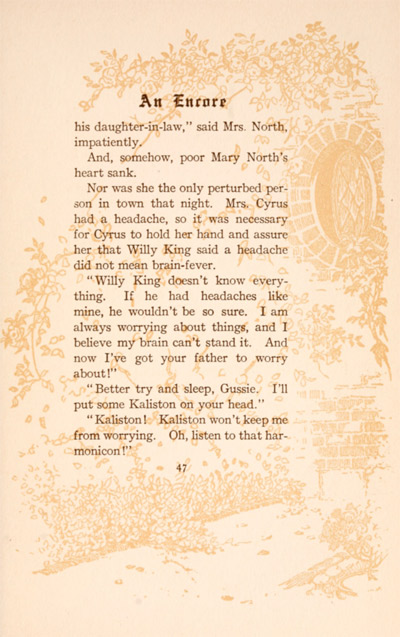 An Encore
his daughter-in-law," said Mrs. North,
impatiently.
And, somehow, poor Mary North's
heart sank.
Nor was she the only perturbed per-
son in town that night. Mrs. Cyrus
had a headache, so it was necessary
for Cyrus to hold her hand and assure
her that Willy King said a headache
did not mean brain-fever.
"Willy King doesn't know every-
thing. If he had headaches like
mine, he wouldn't be so sure. I am
always worrying about things, and I
believe my brain can't stand it. And
now I've got your father to worry
about!"
"Better try and sleep, Gussie. I'll
put some Kaliston on your head."
"Kaliston! Kaliston won't keep me
from worrying. Oh, listen to that har-
monicon!"
47